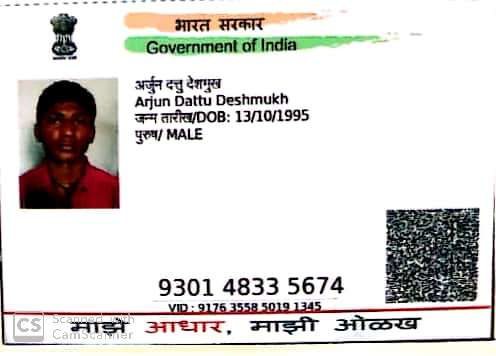 भारत सरकार
Government of India
अर्जुन दत्तु देशमुख
Arjun Dattu Deshmukh
जन्म तारीख/DOB: 13/10/1995
पुरुष/ MALE
9301 4833 5674
VID : 9176 3558 5019 1345
माझे आधार, माझी ओळख
CS Scanned with
CamScanner